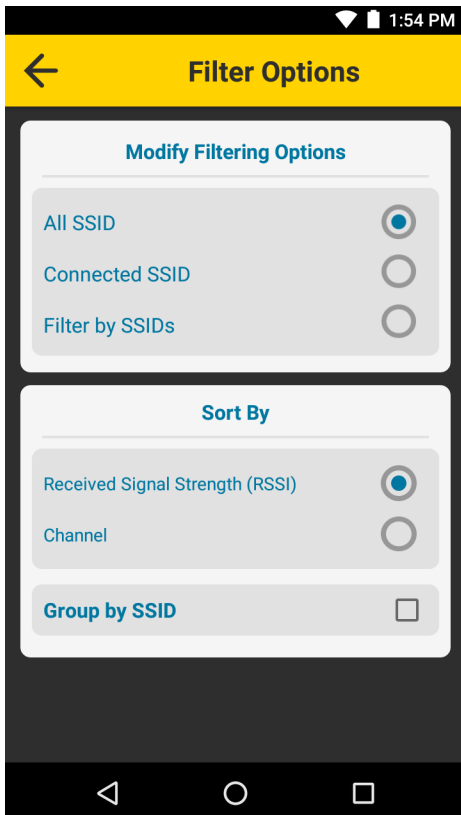 1:54 PM
Filter Options
Modify Filtering Options
All SSID
Connected SSID
Filter by SSIDs
Sort By
Received Signal Strength (RSSI)
Channel
Group by SSID